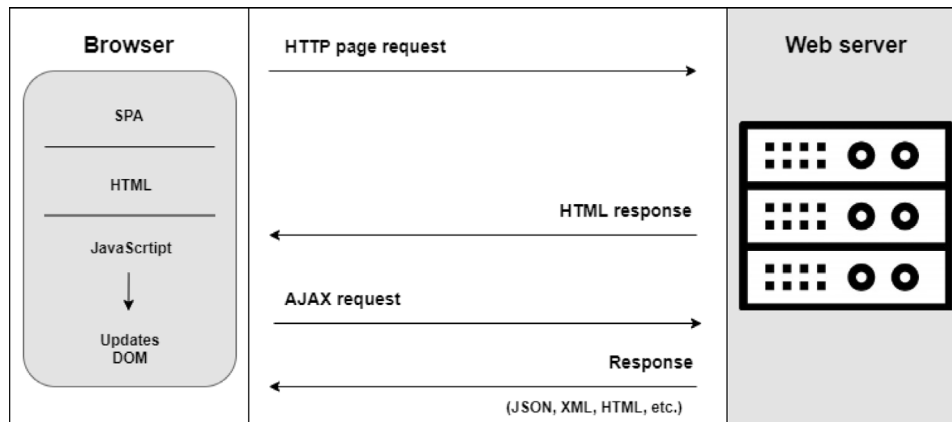 Browser
SPA
HTML
JavaScrtipt
Updates
DOM
HTTP page request
HTML response
AJAX request
Response
(JSON, XML, HTML, etc.)
Web server